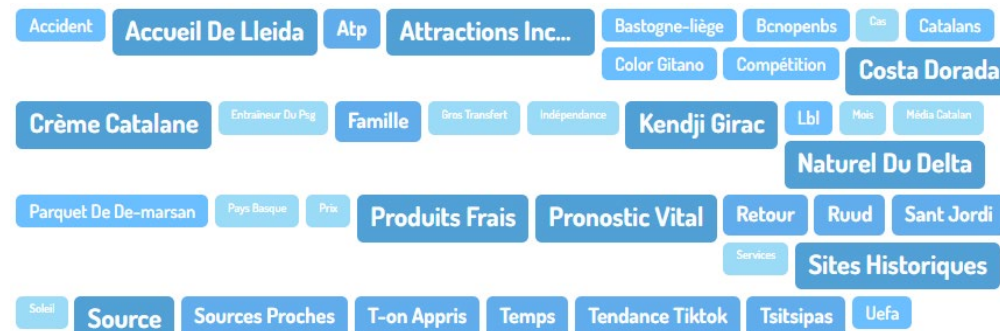 Accident Accueil De Lleida Atp Attractions Inc... Bastogne-liège Bcnopenbs Cas Catalans
Color Gitano Compétition Costa Dorada
Crème Catalane Entraîneur Du Psg Famille Gros Transfert Indépendance Kendji Girac Lbl Mois Média Catalan
Naturel Du Delta
Parquet De De-marsan Pays Basque Prix Produits Frais Pronostic Vital Retour Ruud Sant Jordi
Services Sites Historiques
Soleil Source Sources Proches T-on Appris Temps Tendance Tiktok Tsitsipas Uefa